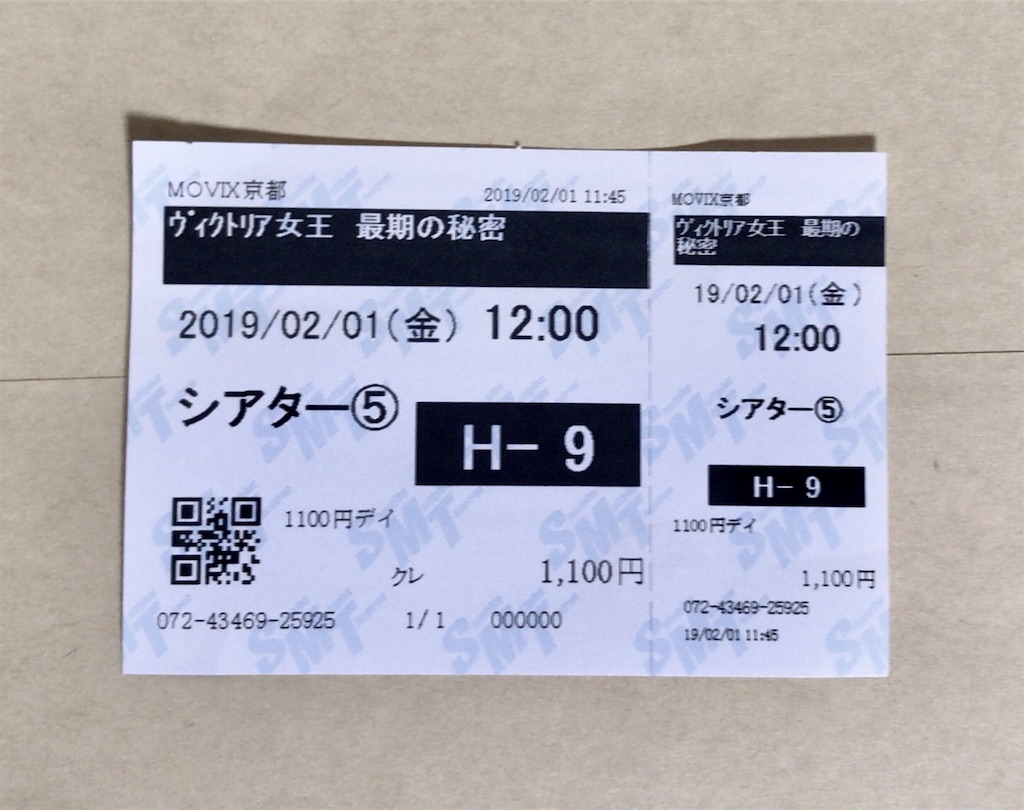 MOVIX京都
2019/02/01 11:45
ヴィクトリア女王 最期の秘密
2019/02/01(金) 12:00
シアター⑤
H- 9
1100円デイ
クレ 1,100円
072-43469-25925 1/1 000000
MOVIX京都
ヴィクトリア女王 最期の
秘密
19/02/01(金)
12:00
シアター⑤
H- 9
1100円デイ
1,100円
072-43469-25925
19/02/01 11:45
SMT